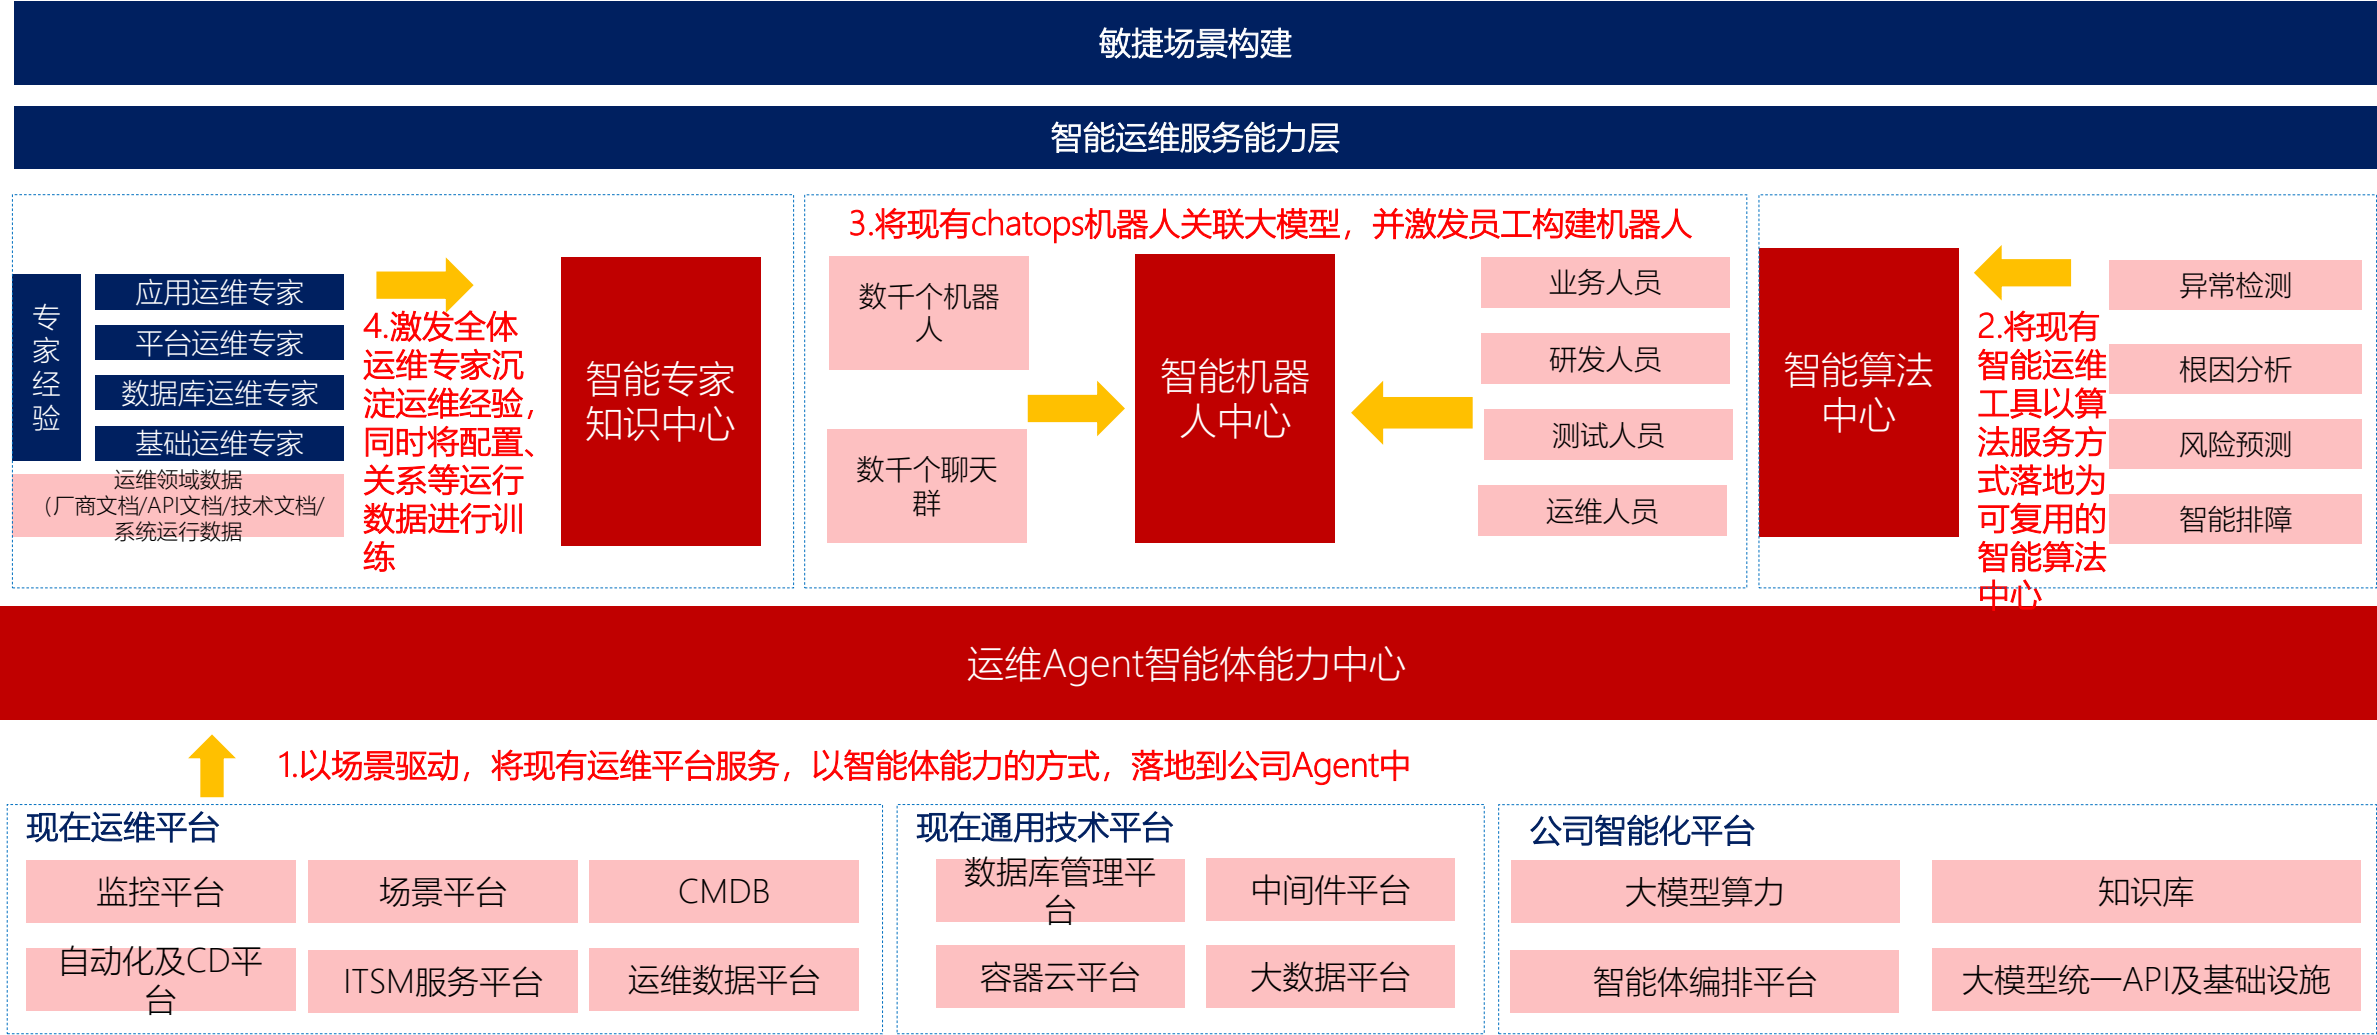 敏捷场景构建
智能运维服务能力层
专
家
经
验
应用运维专家
平台运维专家
数据库运维专家
基础运维专家
运维领域数据
（厂商文档/API文档/技术文档/
系统运行数据
4.激发全体
运维专家沉
淀运维经验，
同时将配置、
关系等运行
数据进行训
练
智能专家
知识中心
3.将现有chatops机器人关联大模型，并激发员工构建机器人
数千个机器
人
数千个聊天
群
智能机器
人中心
业务人员
研发人员
测试人员
运维人员
智能算法
中心
2.将现有
智能运维
工具以算
法服务方
式落地为
可复用的
智能算法
中心
异常检测
根因分析
风险预测
智能排障
运维Agent智能体能力中心
1.以场景驱动，将现有运维平台服务，以智能体能力的方式，落地到公司Agent中
现在运维平台
监控平台
场景平台
CMDB
自动化及CD平
台
ITSM服务平台
运维数据平台
现在通用技术平台
数据库管理平
台
中间件平台
容器云平台
大数据平台
公司智能化平台
大模型算力
知识库
智能体编排平台
大模型统一API及基础设施